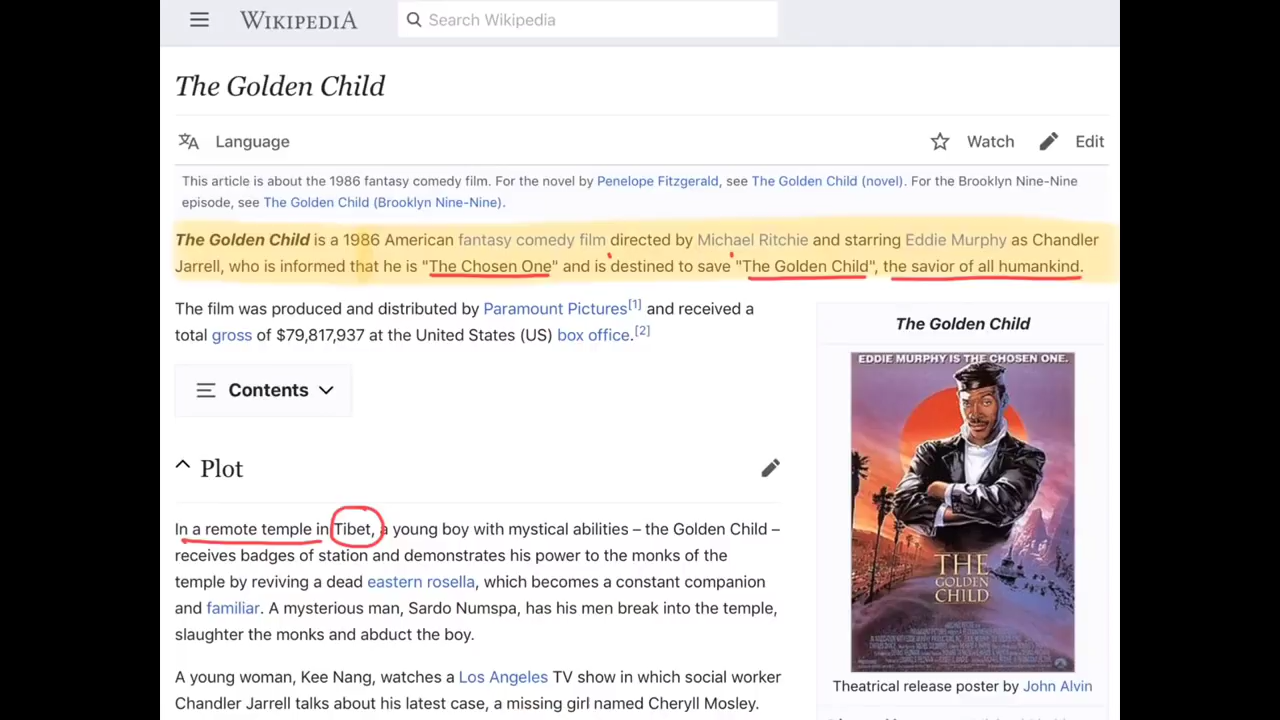 WIKIPEDIA
Search Wikipedia
The Golden Child
Language
Watch
Edit
This article is about the 1986 fantasy comedy film. For the novel by Penelope Fitzgerald, see The Golden Child (novel). For the Brooklyn Nine-Nine
episode, see The Golden Child (Brooklyn Nine-Nine).
The Golden Child is a 1986 American fantasy comedy film directed by Michael Ritchie and starring Eddie Murphy as Chandler
Jarrell, who is informed that he is "The Chosen One" and is destined to save "The Golden Child", the savior of all humankind.
The film was produced and distributed by Paramount Pictures[1] and received a
total gross of $79,817,937 at the United States (US) box office.[2]
Contents
Plot
In a remote temple in Tibet, a young boy with mystical abilities – the Golden Child –
receives badges of station and demonstrates his power to the monks of the
temple by reviving a dead eastern rosella, which becomes a constant companion
and familiar. A mysterious man, Sardo Numspa, has his men break into the temple,
slaughter the monks and abduct the boy.
A young woman, Kee Nang, watches a Los Angeles TV show in which social worker
Chandler Jarrell talks about his latest case, a missing girl named Cheryll Mosley.
The Golden Child
EDDIE MURPHY IS THE CHOSEN ONE.
THE
GOLDEN
CHILD
Theatrical release poster by John Alvin